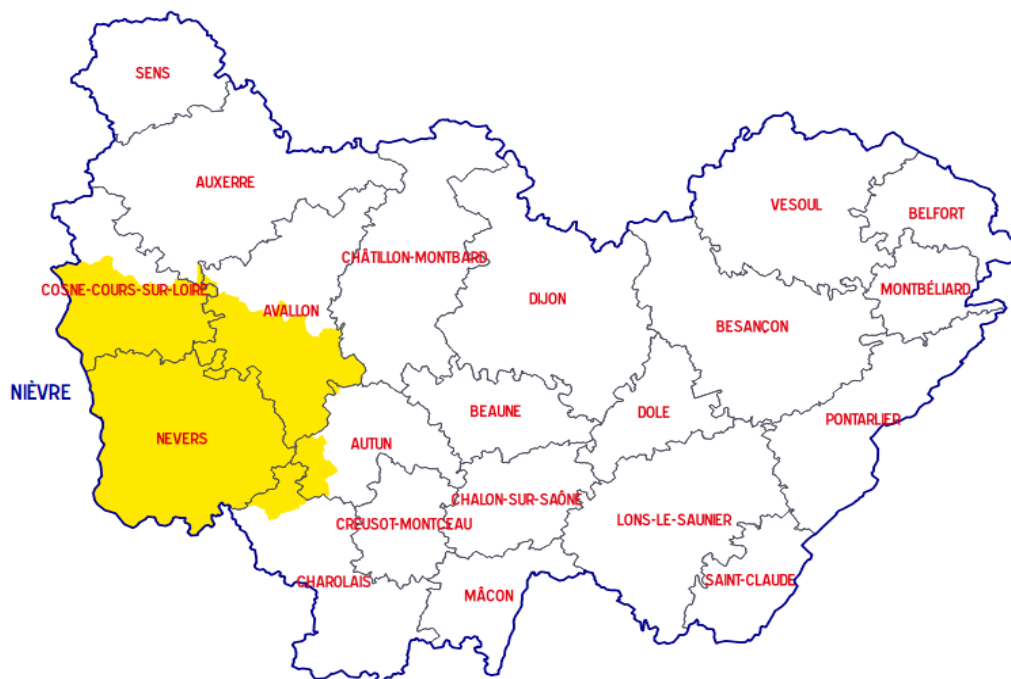 SENS
AUXERRE
VESOUL
BELFORT
CHÂTILLON-MONTBARD
COSNE-COURS-SUR-LOIRE
MONTBÉLIARD
DIJON
AVALLON
BESANÇON
NIÈVRE
BEAUNE
DOLE
PONTARLIER
NEVERS
AUTUN
CHALON-SUR-SAÔNE
LONS-LE-SAUNIER
CREUSOT-MONTCEAU
CHAROLAIS
SAINT-CLAUDE
MÂCON